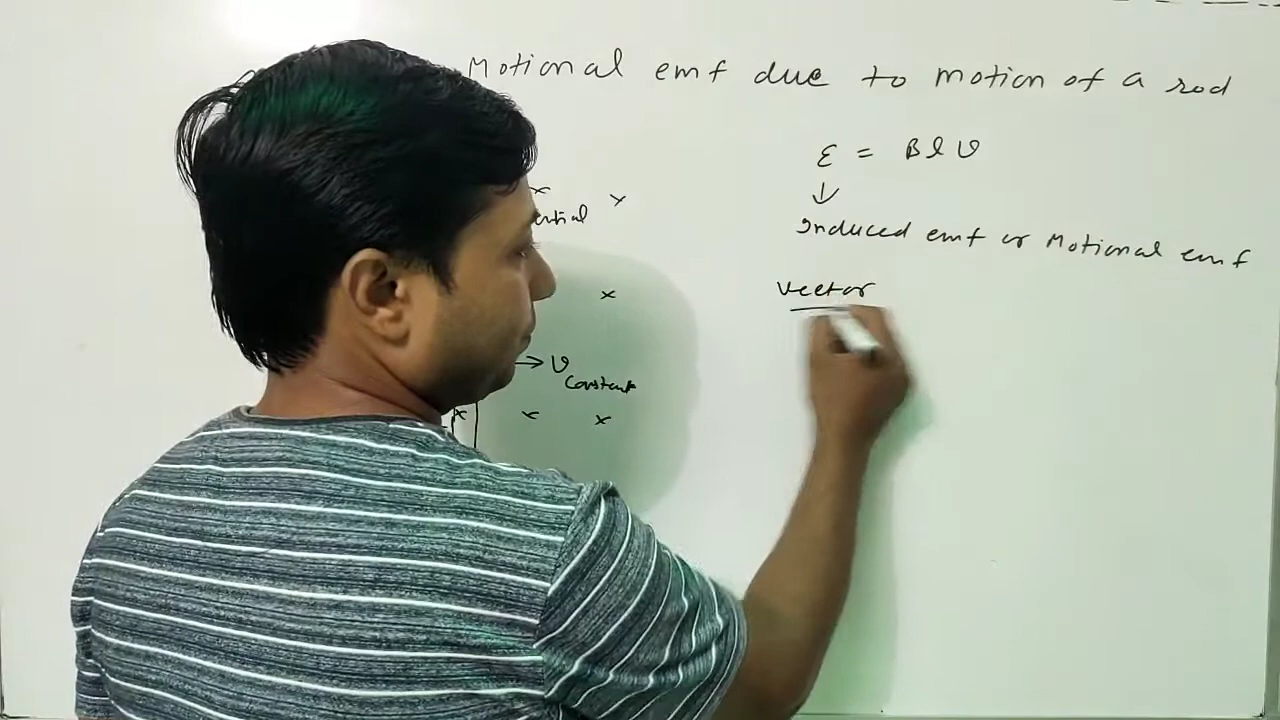 Motional emf due to motion of a rod
ε = Blv
↓
Induced emf or Motional emf
vector
× ×
×
→ v
constant
× × ×